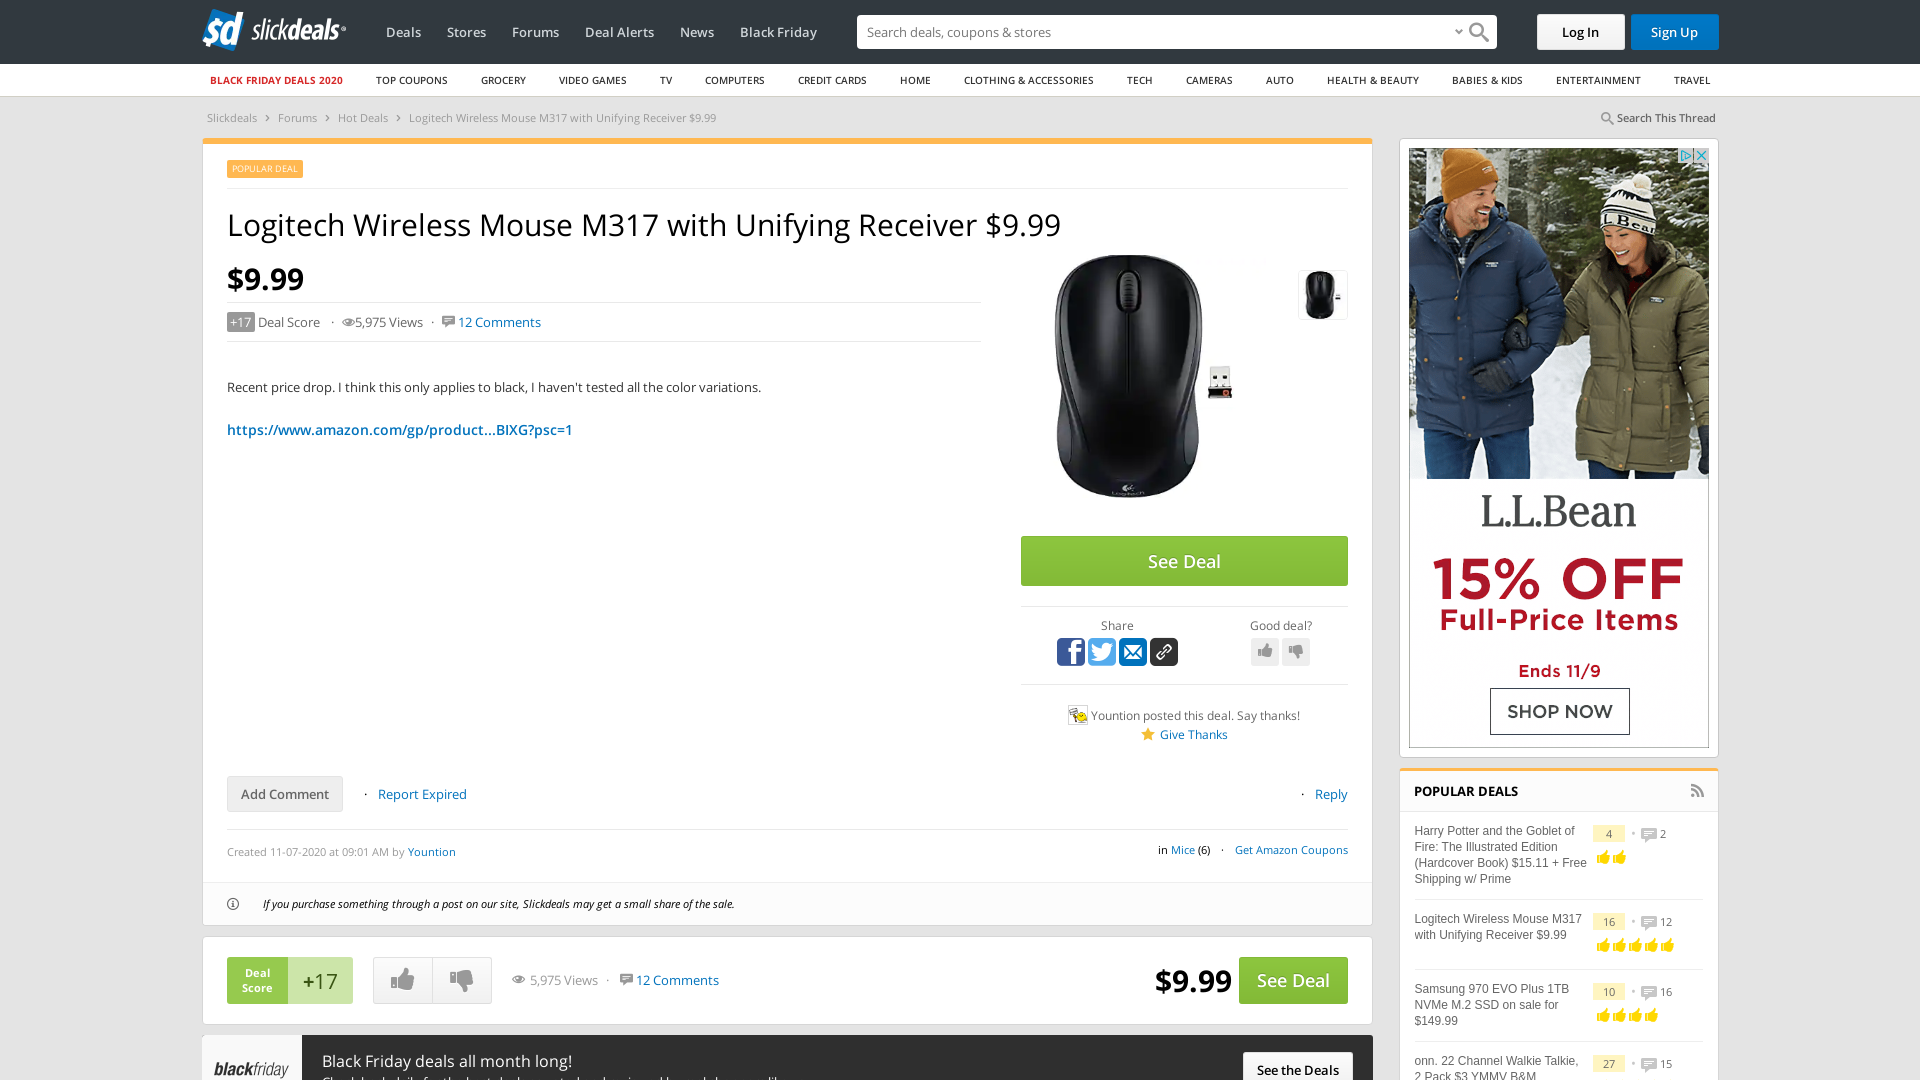 slickdeals
Deals
Stores
Forums
Deal Alerts
News
Black Friday
Search deals, coupons & stores
Log In
Sign Up
BLACK FRIDAY DEALS 2020
TOP COUPONS
GROCERY
VIDEO GAMES
TV
COMPUTERS
CREDIT CARDS
HOME
CLOTHING & ACCESSORIES
TECH
CAMERAS
AUTO
HEALTH & BEAUTY
BABIES & KIDS
ENTERTAINMENT
TRAVEL
Slickdeals › Forums › Hot Deals › Logitech Wireless Mouse M317 with Unifying Receiver $9.99
Search This Thread
POPULAR DEAL
Logitech Wireless Mouse M317 with Unifying Receiver $9.99
$9.99
+17 Deal Score · 5,975 Views · 12 Comments
Recent price drop. I think this only applies to black, I haven't tested all the color variations.
https://www.amazon.com/gp/product...BIXG?psc=1
Logitech
See Deal
Share
Good deal?
Yountion posted this deal. Say thanks!
Give Thanks
Add Comment · Report Expired
· Reply
Created 11-07-2020 at 09:01 AM by Yountion
in Mice (6) · Get Amazon Coupons
If you purchase something through a post on our site, Slickdeals may get a small share of the sale.
Deal
Score
+17
5,975 Views · 12 Comments
$9.99
See Deal
blackfriday
Black Friday deals all month long!
See the Deals
L.L.Bean
L.L.Bean
15% OFF
Full-Price Items
Ends 11/9
SHOP NOW
POPULAR DEALS
Harry Potter and the Goblet of
Fire: The Illustrated Edition
(Hardcover Book) $15.11 + Free
Shipping w/ Prime
4 • 2
Logitech Wireless Mouse M317
with Unifying Receiver $9.99
16 • 12
Samsung 970 EVO Plus 1TB
NVMe M.2 SSD on sale for
$149.99
10 • 16
onn. 22 Channel Walkie Talkie,
2 Pack $3 YMMV B&M
27 • 15